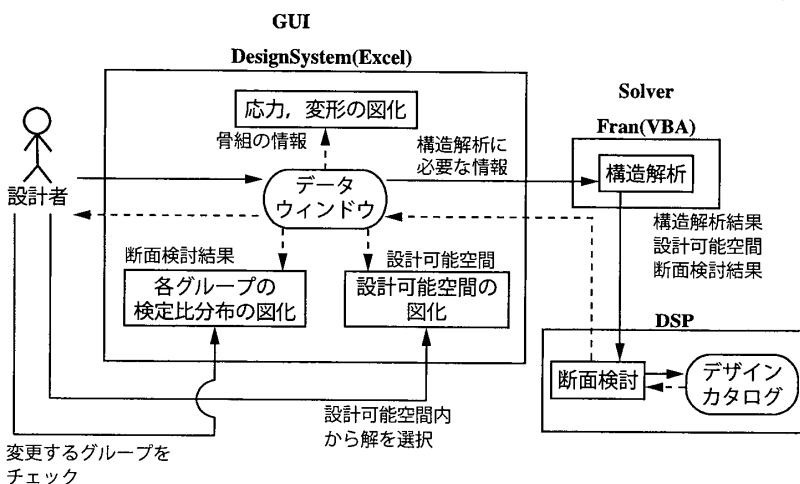 GUI
DesignSystem(Excel)
応力，変形の図化
骨組の情報
構造解析に
必要な情報
Solver
Fran(VBA)
構造解析
設計者
データ
ウィンドウ
構造解析結果
設計可能空間
断面検討結果
断面検討結果
設計可能空間
各グループの
検定比分布の図化
設計可能空間の
図化
DSP
断面検討
デザイン
カタログ
設計可能空間内
から解を選択
変更するグループを
チェック